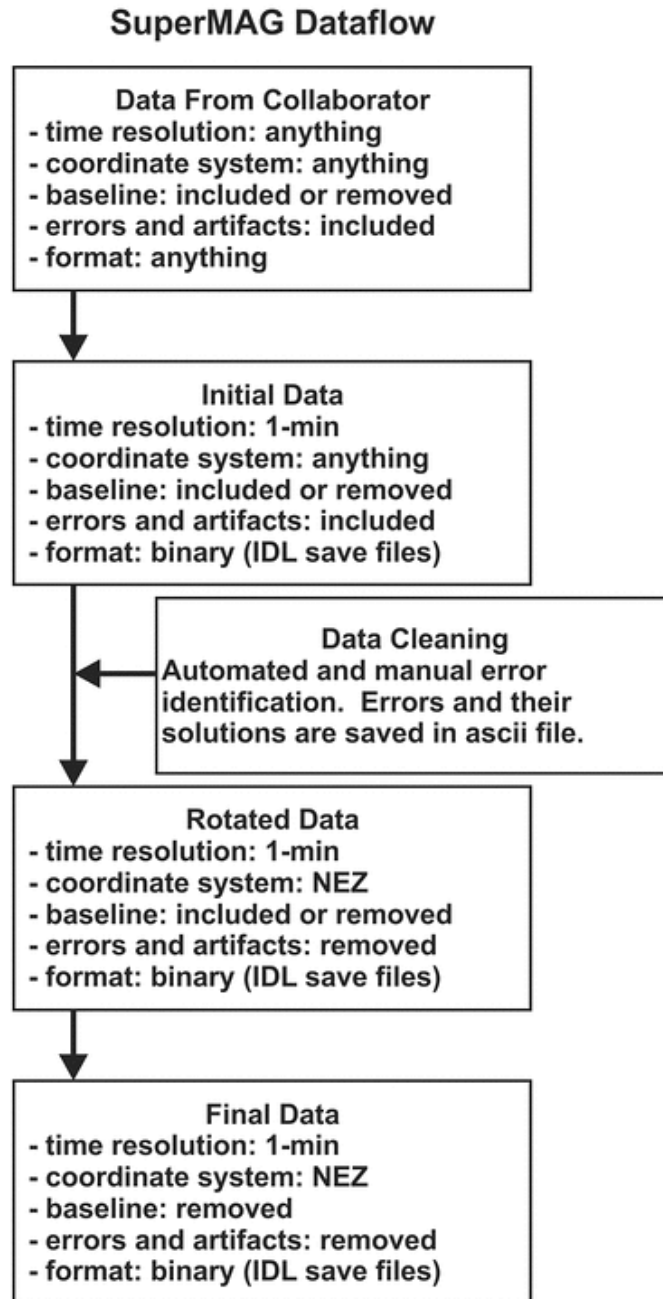 SuperMAG Dataflow
Data From Collaborator
- time resolution: anything
- coordinate system: anything
- baseline: included or removed
- errors and artifacts: included
- format: anything
Initial Data
- time resolution: 1-min
- coordinate system: anything
- baseline: included or removed
- errors and artifacts: included
- format: binary (IDL save files)
Data Cleaning
Automated and manual error
identification.  Errors and their
solutions are saved in ascii file.
Rotated Data
- time resolution: 1-min
- coordinate system: NEZ
- baseline: included or removed
- errors and artifacts: removed
- format: binary (IDL save files)
Final Data
- time resolution: 1-min
- coordinate system: NEZ
- baseline: removed
- errors and artifacts: removed
- format: binary (IDL save files)